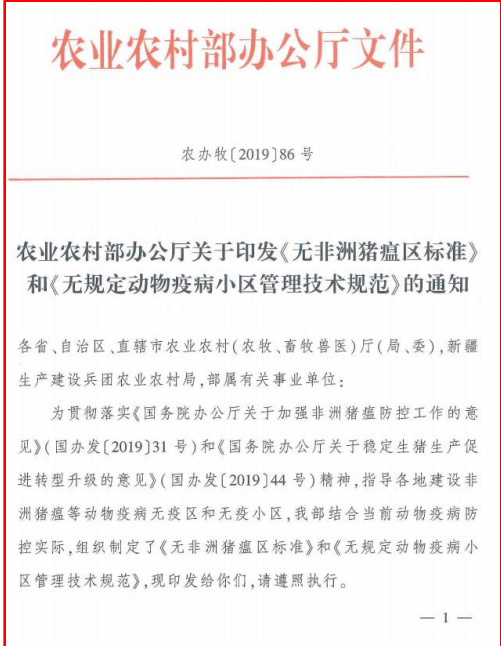 农业农村部办公厅文件
农办牧〔2019〕86 号
农业农村部办公厅关于印发《无非洲猪瘟区标准》
和《无规定动物疫病小区管理技术规范》的通知
各省、自治区、直辖市农业农村(农牧、畜牧兽医)厅(局、委),新疆
生产建设兵团农业农村局,部属有关事业单位:
为贯彻落实《国务院办公厅关于加强非洲猪瘟防控工作的意
见》(国办发〔2019〕31 号)和《国务院办公厅关于稳定生猪生产促
进转型升级的意见》(国办发〔2019〕44 号)精神,指导各地建设非
洲猪瘟等动物疫病无疫区和无疫小区,我部结合当前动物疫病防
控实际,组织制定了《无非洲猪瘟区标准》和《无规定动物疫病小
区管理技术规范》,现印发给你们,请遵照执行。
— 1 —